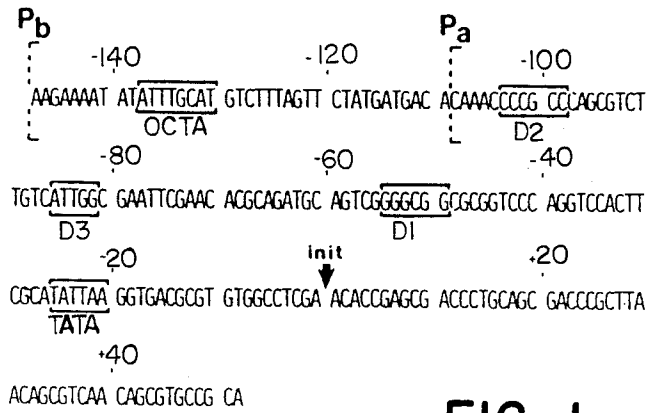 Pb Pa
-140 -120 -100
AAGAAAAT ATATTTGCAT GTCTTTAGTT CTATGATGAC ACAAACCCCG CCCAGCGTCT
OCTA D2
-80 -60 -40
TGTCATTGGC GAATTCGAAC ACGCAGATGC AGTCGGGGCG GCGCGGTCCC AGGTCCACTT
D3 D1
-20 init +20
CGCATATTAA GGTGACGCGT GTGGCCTCGA ACACCGAGCG ACCCTGCAGC GACCCGCTTA
TATA
+40
ACAGCGTCAA CAGCGTGCCG CA